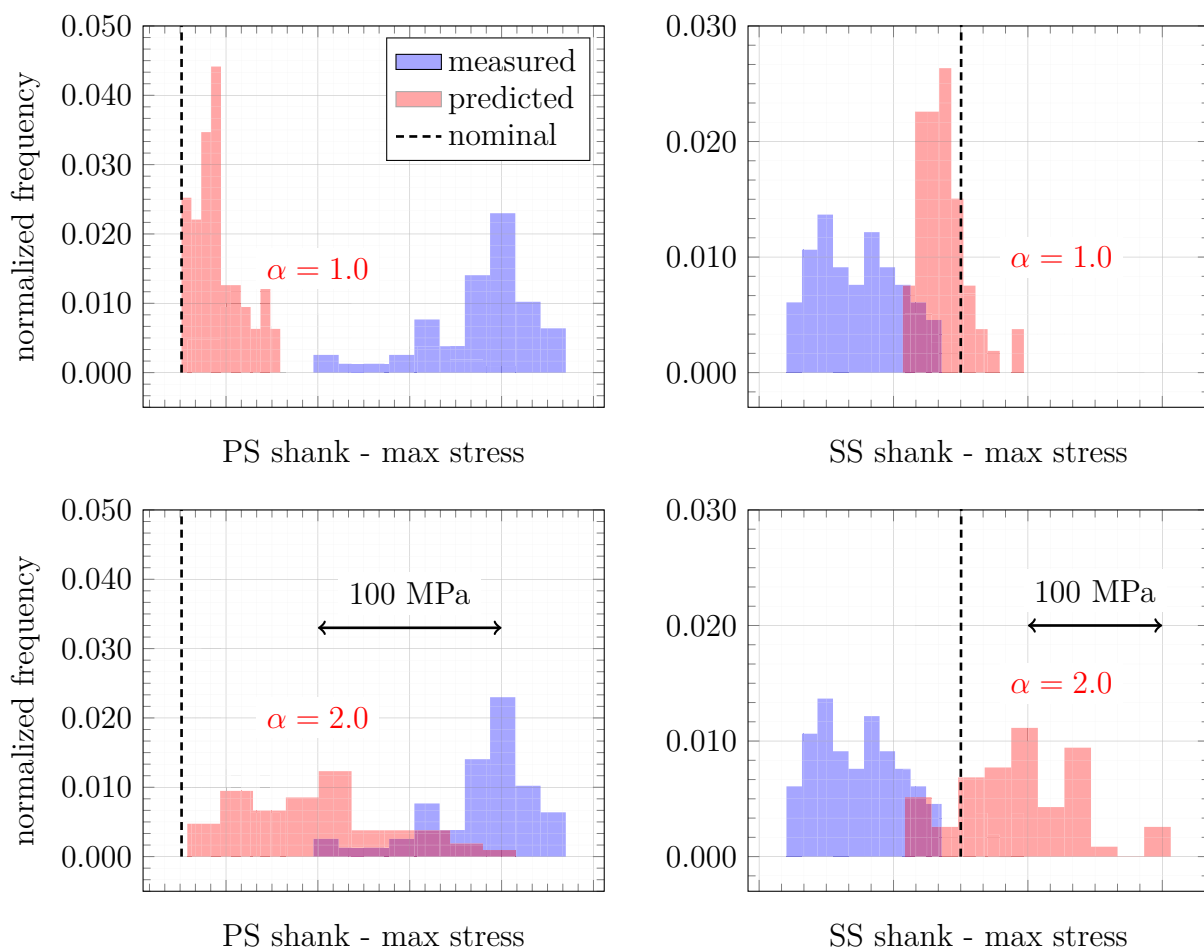 0.050
0.040
0.030
0.020
0.010
0.000
normalized frequency
measured
predicted
nominal
α = 1.0
PS shank - max stress
0.030
0.020
0.010
0.000
α = 1.0
SS shank - max stress
0.050
0.040
0.030
0.020
0.010
0.000
normalized frequency
100 MPa
α = 2.0
PS shank - max stress
0.030
0.020
0.010
0.000
100 MPa
α = 2.0
SS shank - max stress